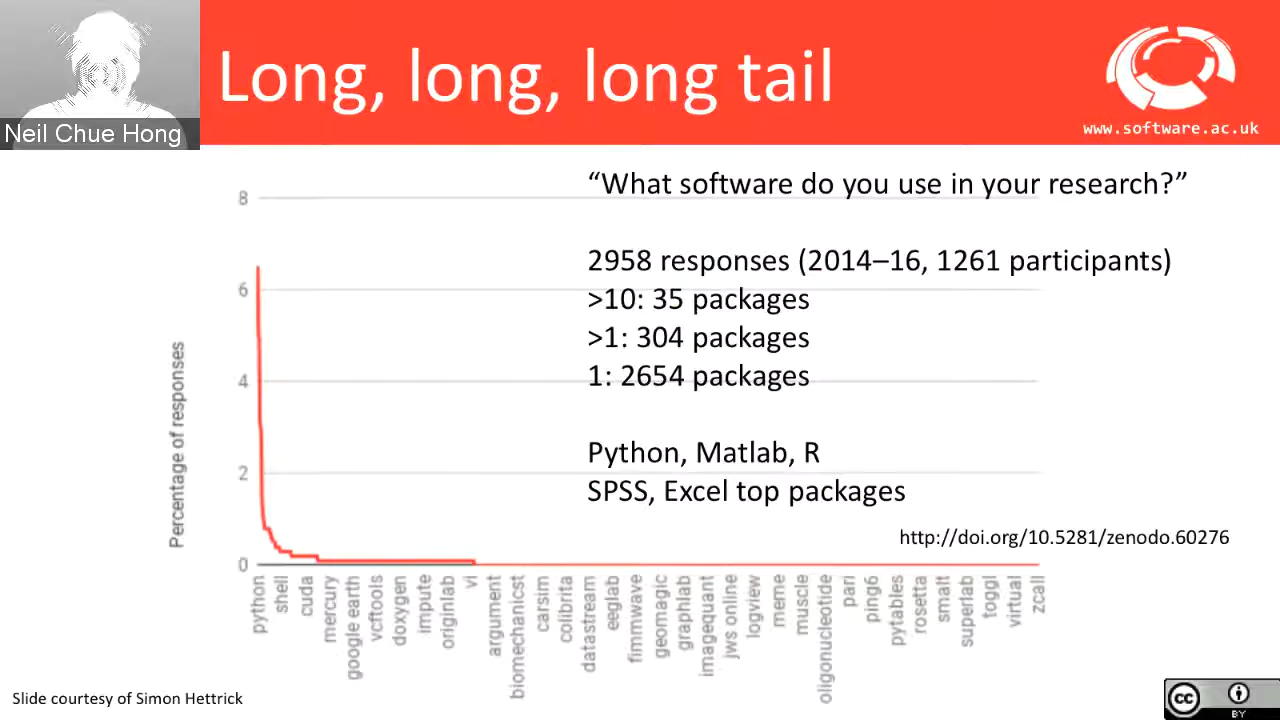 Neil Chue Hong
Long, long, long tail
www.software.ac.uk
“What software do you use in your research?”
2958 responses (2014–16, 1261 participants)
>10: 35 packages
>1: 304 packages
1: 2654 packages
Python, Matlab, R
SPSS, Excel top packages
http://doi.org/10.5281/zenodo.60276
Percentage of responses
8
6
4
2
0
python
shell
cuda
mercury
google earth
vcftools
doxygen
impute
originlab
vi
argument
biomechanicst
carsim
colibrita
datastream
eeglab
fimmwave
geomagic
graphlab
imagequant
jws online
logview
meme
muscle
oligonucleotide
pari
ping6
pytables
rosetta
smait
superlab
toggl
virtual
zcall
Slide courtesy of Simon Hettrick
cc
BY